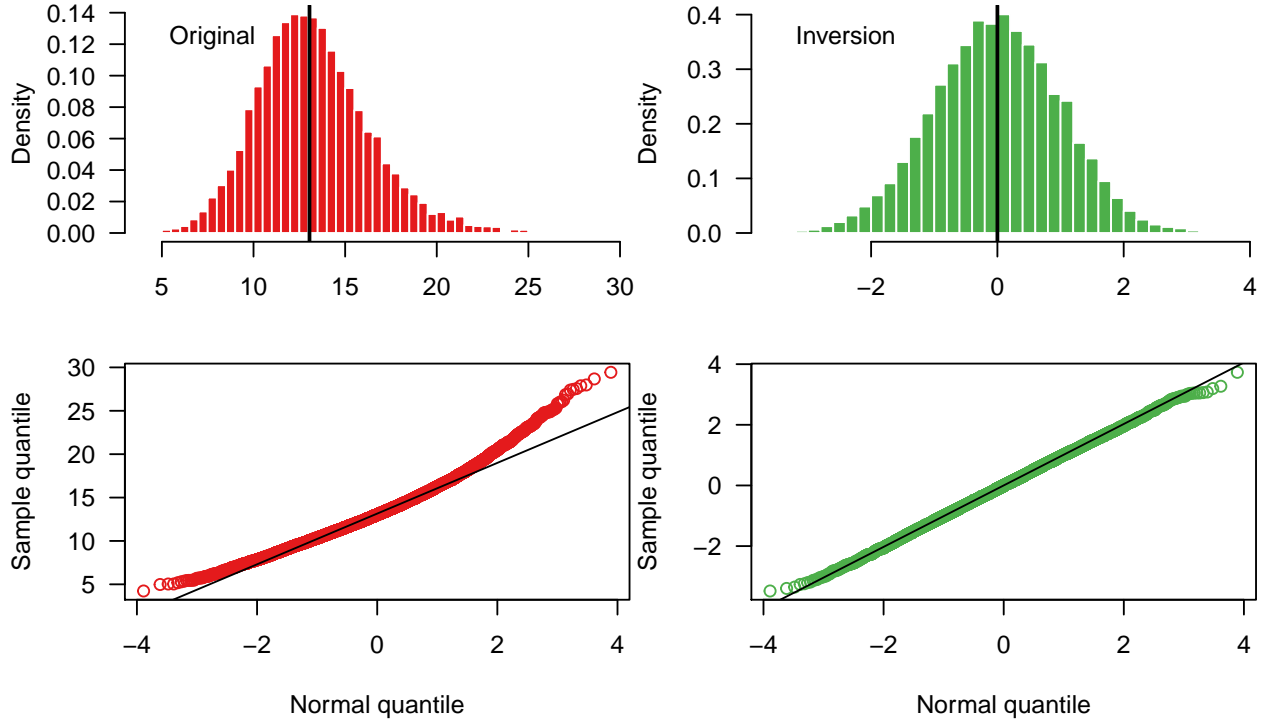 Original
Density
0.14
0.12
0.10
0.08
0.06
0.04
0.02
0.00
5 10 15 20 25 30
Inversion
Density
0.4
0.3
0.2
0.1
0.0
−2 0 2 4
Sample quantile
30
25
20
15
10
5
−4 −2 0 2 4
Normal quantile
Sample quantile
4
2
0
−2
−4 −2 0 2 4
Normal quantile